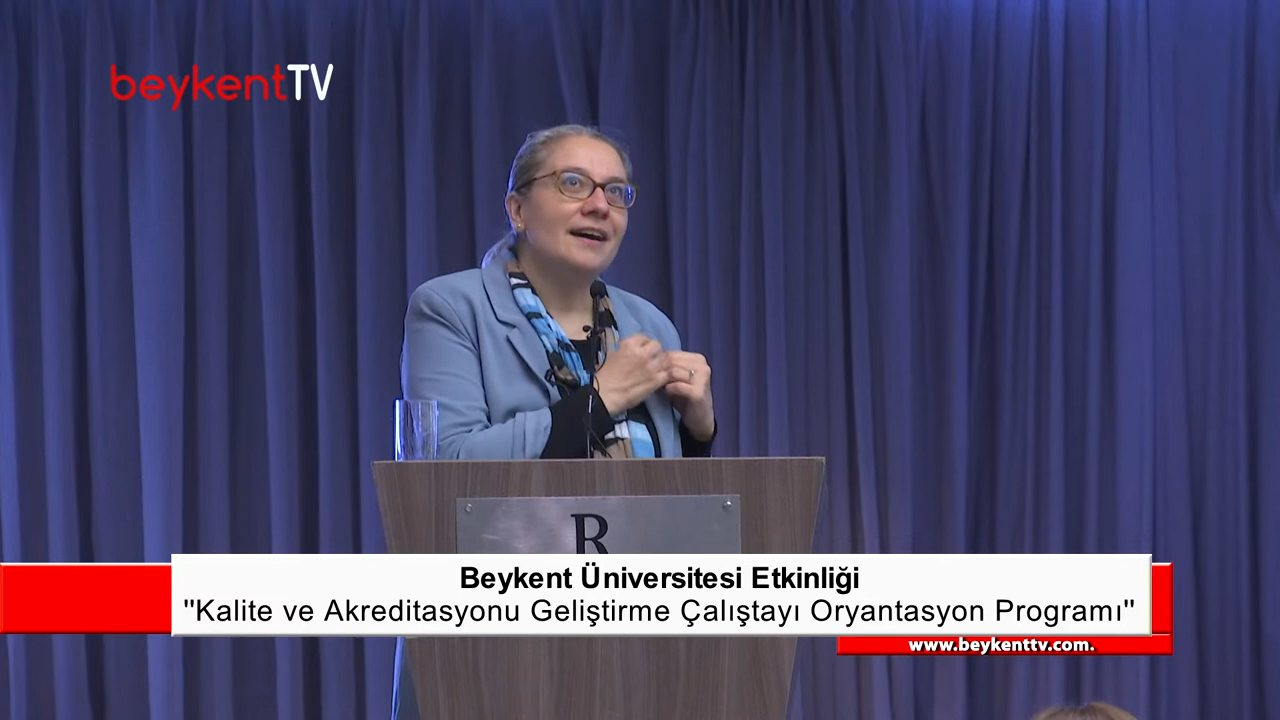 beykentTV
R
Beykent Üniversitesi Etkinliği
"Kalite ve Akreditasyonu Geliştirme Çalıştayı Oryantasyon Programı"
www.beykenttv.com.